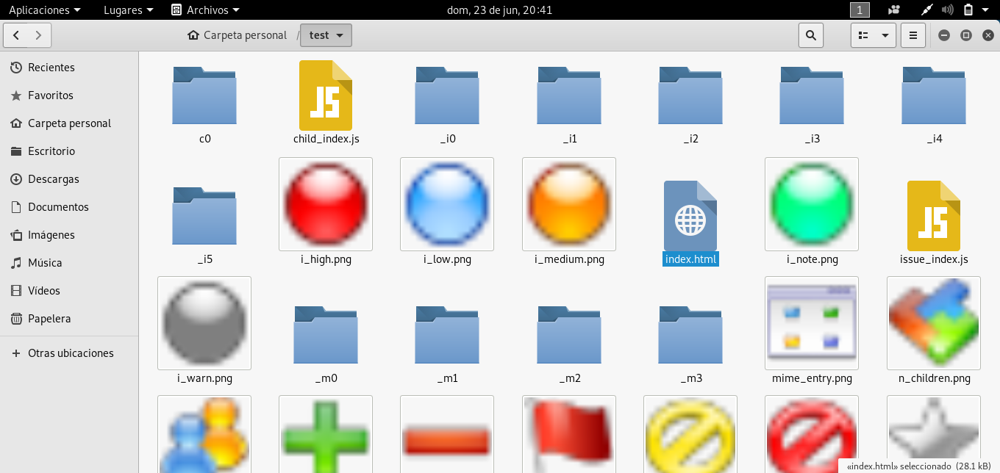 Aplicaciones Lugares Archivos dom, 23 de jun, 20:41 1
Carpeta personal / test
Recientes
Favoritos
Carpeta personal
Escritorio
Descargas
Documentos
Imágenes
Música
Vídeos
Papelera
+ Otras ubicaciones
JS
c0 child_index.js _i0 _i1 _i2 _i3 _i4
JS
_i5 i_high.png i_low.png i_medium.png index.html i_note.png issue_index.js
i_warn.png _m0 _m1 _m2 _m3 mime_entry.png n_children.png
«index.html» seleccionado (28.1 kB)